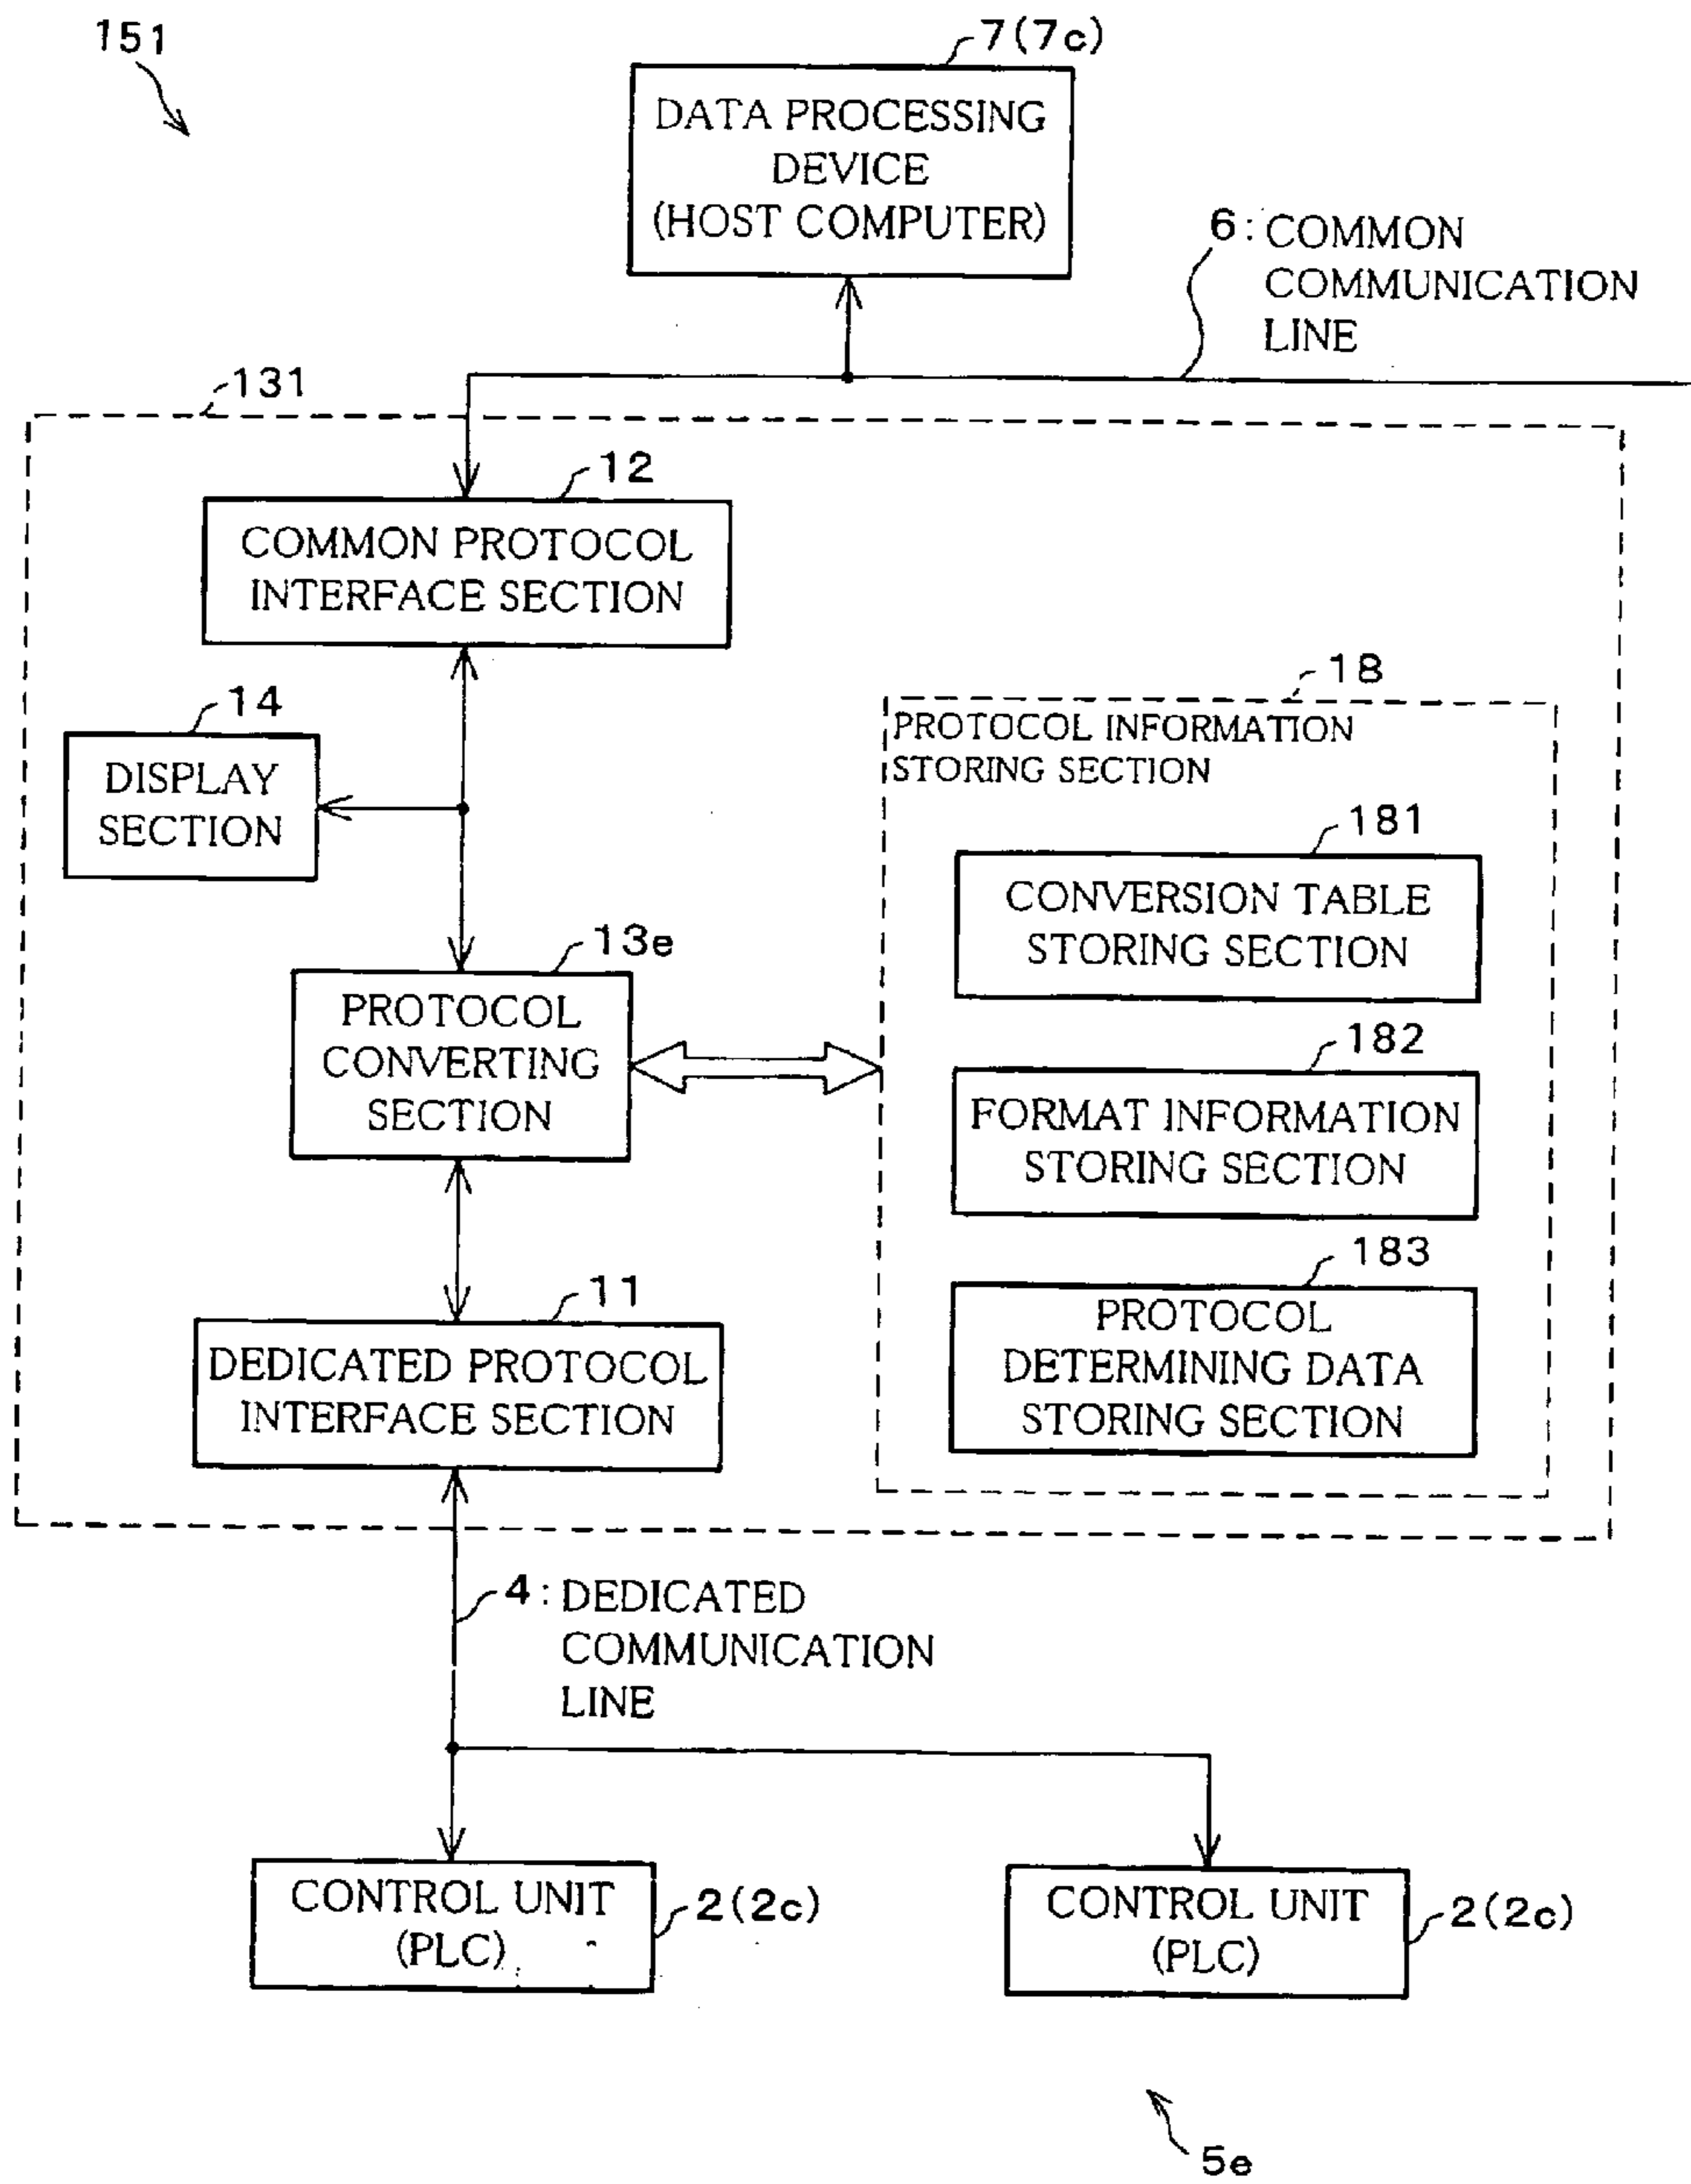 151
7(7c)
DATA PROCESSING
DEVICE
(HOST COMPUTER)
6: COMMON
COMMUNICATION
LINE
131
12
COMMON PROTOCOL
INTERFACE SECTION
14
DISPLAY
SECTION
18
PROTOCOL INFORMATION
STORING SECTION
181
CONVERSION TABLE
STORING SECTION
13e
PROTOCOL
CONVERTING
SECTION
182
FORMAT INFORMATION
STORING SECTION
183
PROTOCOL
DETERMINING DATA
STORING SECTION
11
DEDICATED PROTOCOL
INTERFACE SECTION
4: DEDICATED
COMMUNICATION
LINE
CONTROL UNIT
(PLC)
2(2c)
CONTROL UNIT
(PLC)
2(2c)
5e